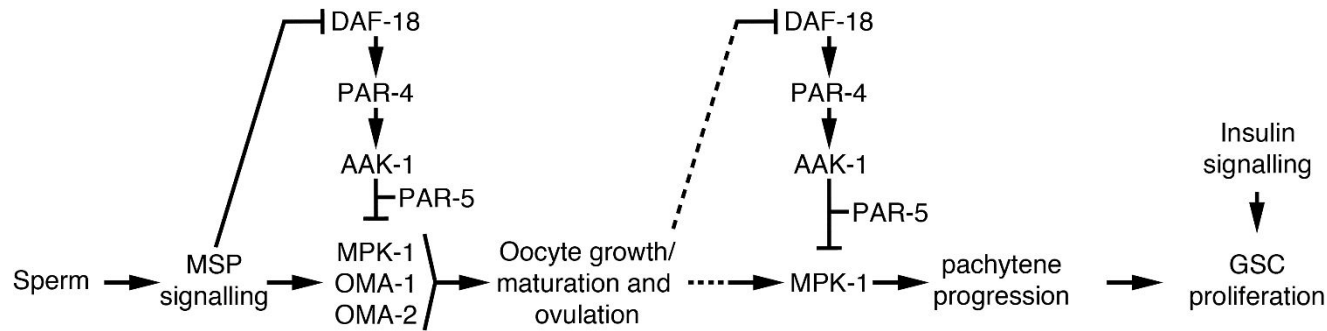 DAF-18
PAR-4
AAK-1
PAR-5
DAF-18
PAR-4
AAK-1
PAR-5
Insulin
signalling
Sperm
MSP
signalling
MPK-1
OMA-1
OMA-2
Oocyte growth/
maturation and
ovulation
MPK-1
pachytene
progression
GSC
proliferation